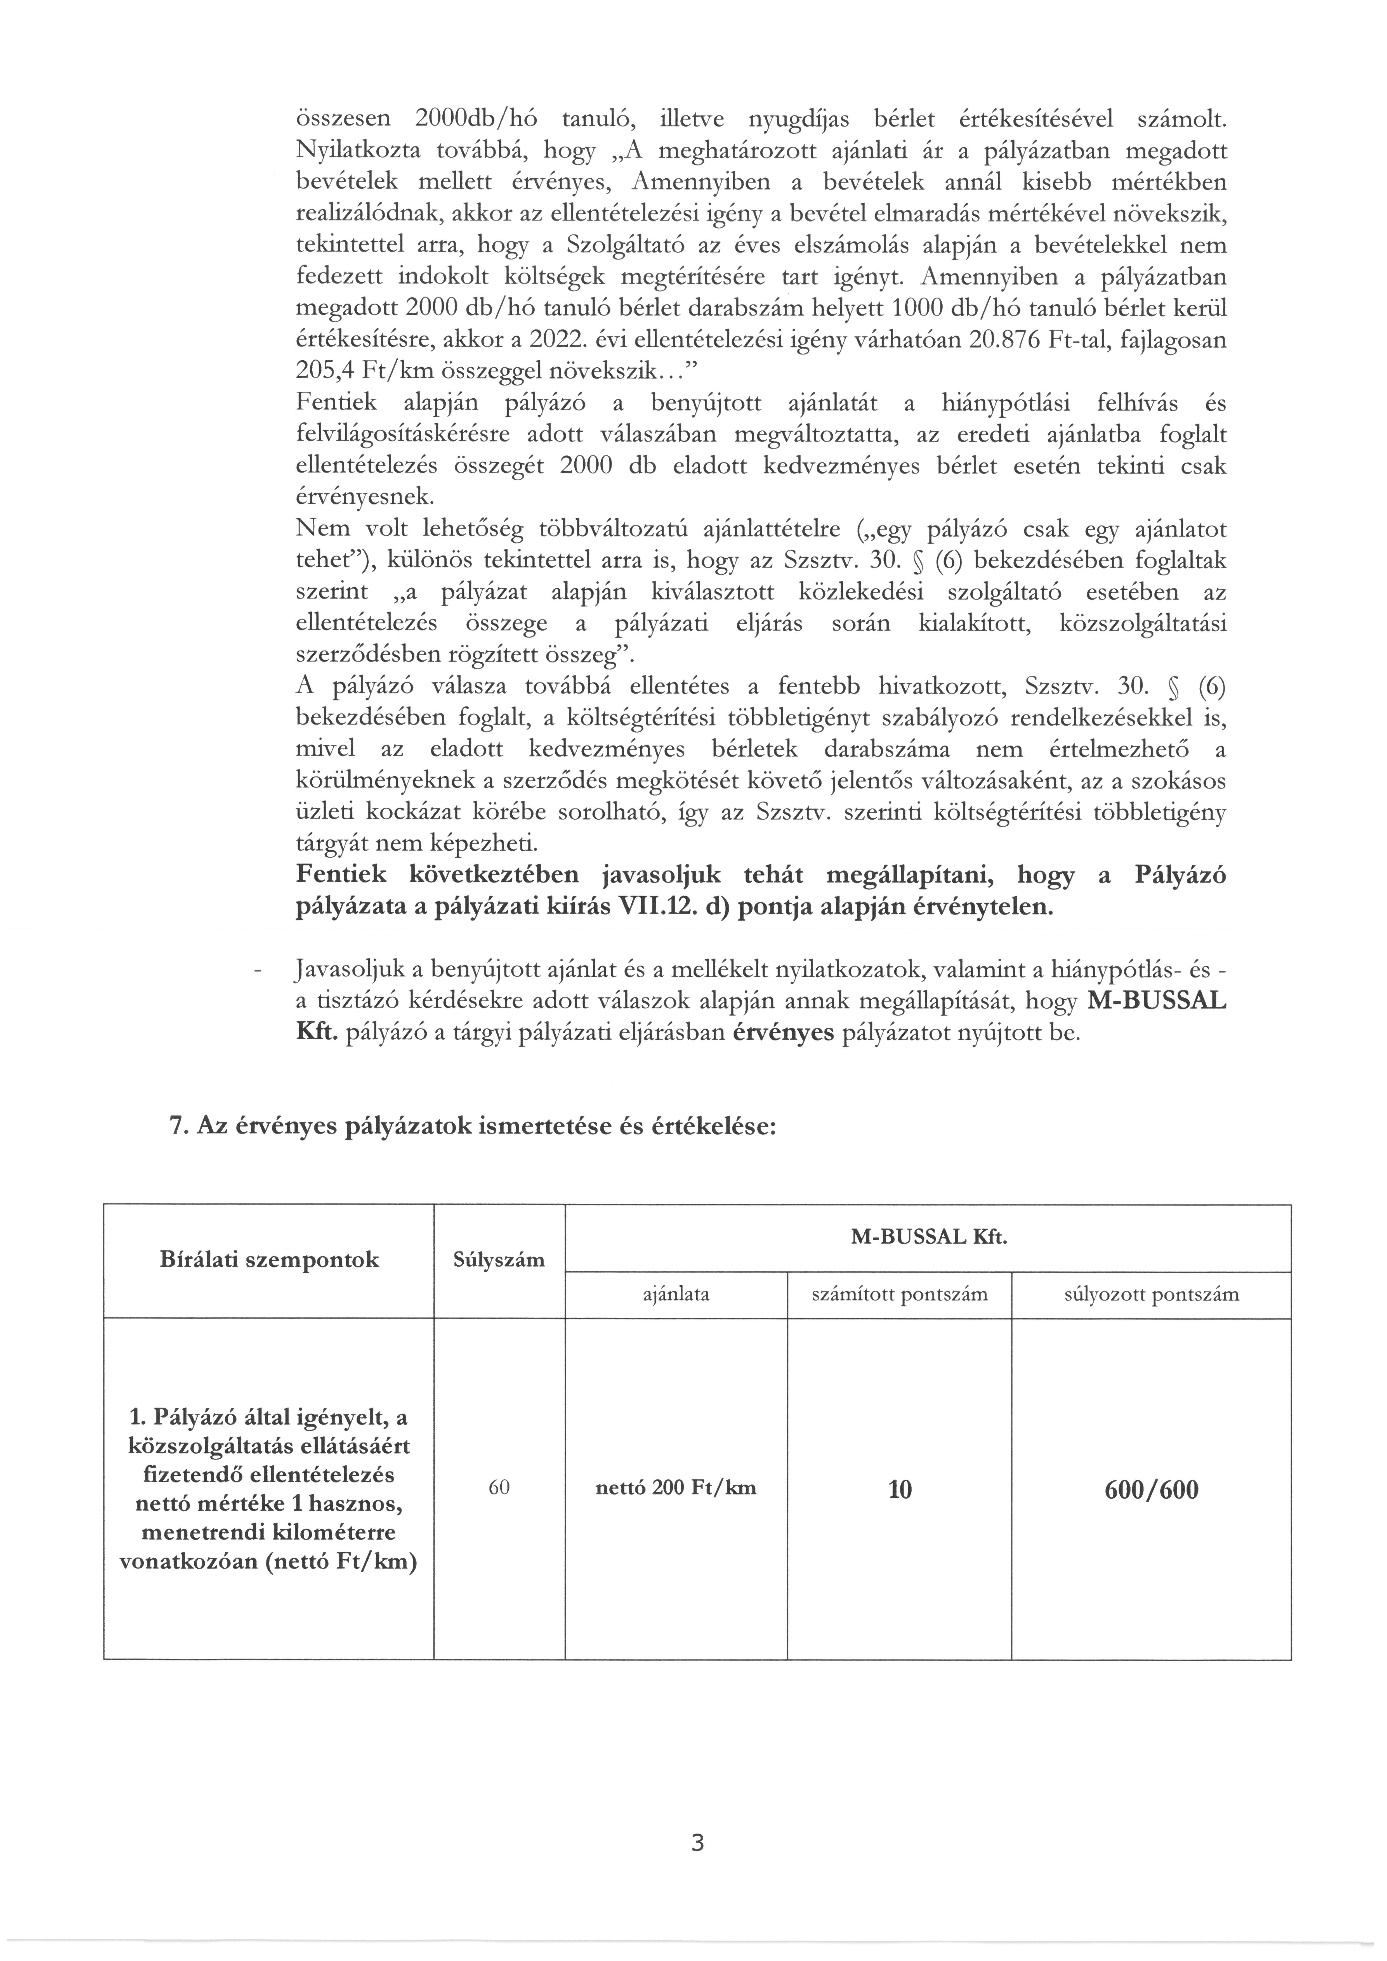 összesen 2000db/hó tanuló, illetve nyugdíjas bérlet értékesítésével számolt.
Nyilatkozta továbbá, hogy „A meghatározott ajánlati ár a pályázatban megadott
bevételek mellett érvényes, Amennyiben a bevételek annál kisebb mértékben
realizálódnak, akkor az ellentételezési igény a bevétel elmaradás mértékével növekszik,
tekintettel arra, hogy a Szolgáltató az éves elszámolás alapján a bevételekkel nem
fedezett indokolt költségek megtérítésére tart igényt. Amennyiben a pályázatban
megadott 2000 db/hó tanuló bérlet darabszám helyett 1000 db/hó tanuló bérlet kerül
értékesítésre, akkor a 2022. évi ellentételezési igény várhatóan 20.876 Ft-tal, fajlagosan
205,4 Ft/km összeggel növekszik…”
Fentiek alapján pályázó a benyújtott ajánlatát a hiánypótlási felhívás és
felvilágosításkérésre adott válaszában megváltoztatta, az eredeti ajánlatba foglalt
ellentételezés összegét 2000 db eladott kedvezményes bérlet esetén tekinti csak
érvényesnek.
Nem volt lehetőség többváltozatú ajánlattételre („egy pályázó csak egy ajánlatot
tehet”), különös tekintettel arra is, hogy az Szsztv. 30. § (6) bekezdésében foglaltak
szerint „a pályázat alapján kiválasztott közlekedési szolgáltató esetében az
ellentételezés összege a pályázati eljárás során kialakított, közszolgáltatási
szerződésben rögzített összeg”.
A pályázó válasza továbbá ellentétes a fentebb hivatkozott, Szsztv. 30. § (6)
bekezdésében foglalt, a költségtérítési többletigényt szabályozó rendelkezésekkel is,
mivel az eladott kedvezményes bérletek darabszáma nem értelmezhető a
körülményeknek a szerződés megkötését követő jelentős változásaként, az a szokásos
üzleti kockázat körébe sorolható, így az Szsztv. szerinti költségtérítési többletigény
tárgyát nem képezheti.
Fentiek következtében javasoljuk tehát megállapítani, hogy a Pályázó
pályázata a pályázati kiírás VII.12. d) pontja alapján érvénytelen.
- Javasoljuk a benyújtott ajánlat és a mellékelt nyilatkozatok, valamint a hiánypótlás- és -
a tisztázó kérdésekre adott válaszok alapján annak megállapítását, hogy M-BUSSAL
Kft. pályázó a tárgyi pályázati eljárásban érvényes pályázatot nyújtott be.
7. Az érvényes pályázatok ismertetése és értékelése:
Bírálati szempontok
Súlyszám
M-BUSSAL Kft.
ajánlata
számított pontszám
súlyozott pontszám
1. Pályázó által igényelt, a
közszolgáltatás ellátásáért
fizetendő ellentételezés
nettó mértéke 1 hasznos,
menetrendi kilométerre
vonatkozóan (nettó Ft/km)
60
nettó 200 Ft/km
10
600/600
3